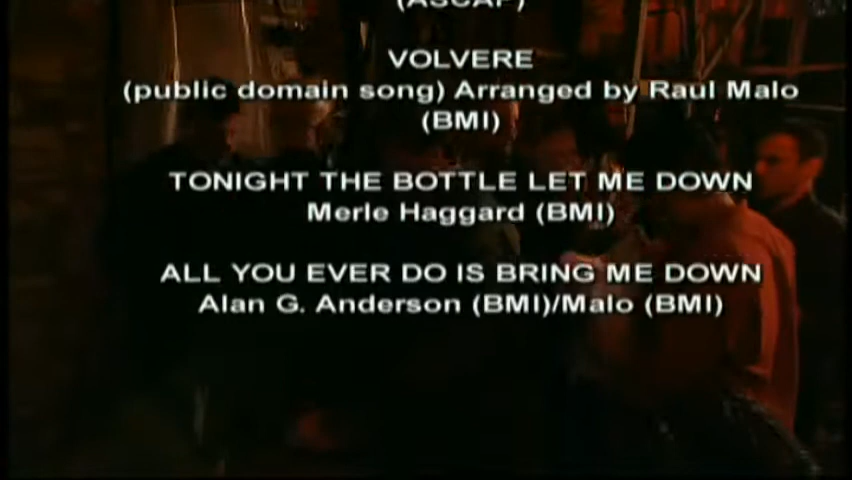 (ASCAP)
VOLVERE
(public domain song) Arranged by Raul Malo
(BMI)
TONIGHT THE BOTTLE LET ME DOWN
Merle Haggard (BMI)
ALL YOU EVER DO IS BRING ME DOWN
Alan G. Anderson (BMI)/Malo (BMI)